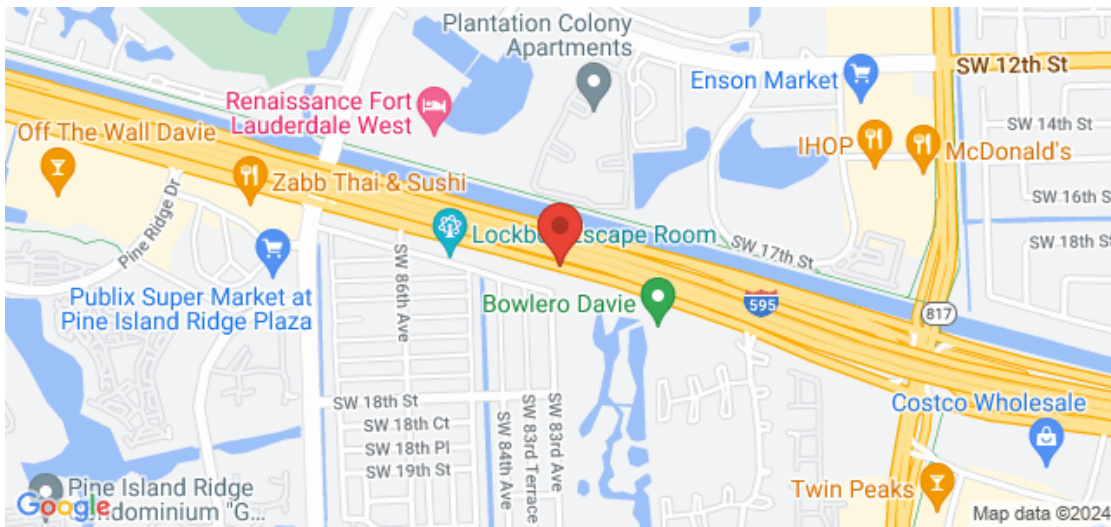 Plantation Colony
Apartments
SW 12th St
Enson Market
Renaissance Fort
Lauderdale West
SW 14th St
Off The Wall Davie
IHOP
McDonald's
Zabb Thai & Sushi
SW 16th S
Pine Ridge Dr
Lockb Escape Room
SW 17th St
SW 18th S
Publix Super Market at
Pine Island Ridge Plaza
SW 86th Ave
Bowlero Davie
595
817
SW 18th St
SW 18th Ct
SW 18th Pl
SW 19th St
SW 84th Ave
SW 83rd Terrace
SW 83rd Ave
Costco Wholesale
Twin Peaks
Pine Island Ridge
ndominium "G...
Google
Map data ©2024